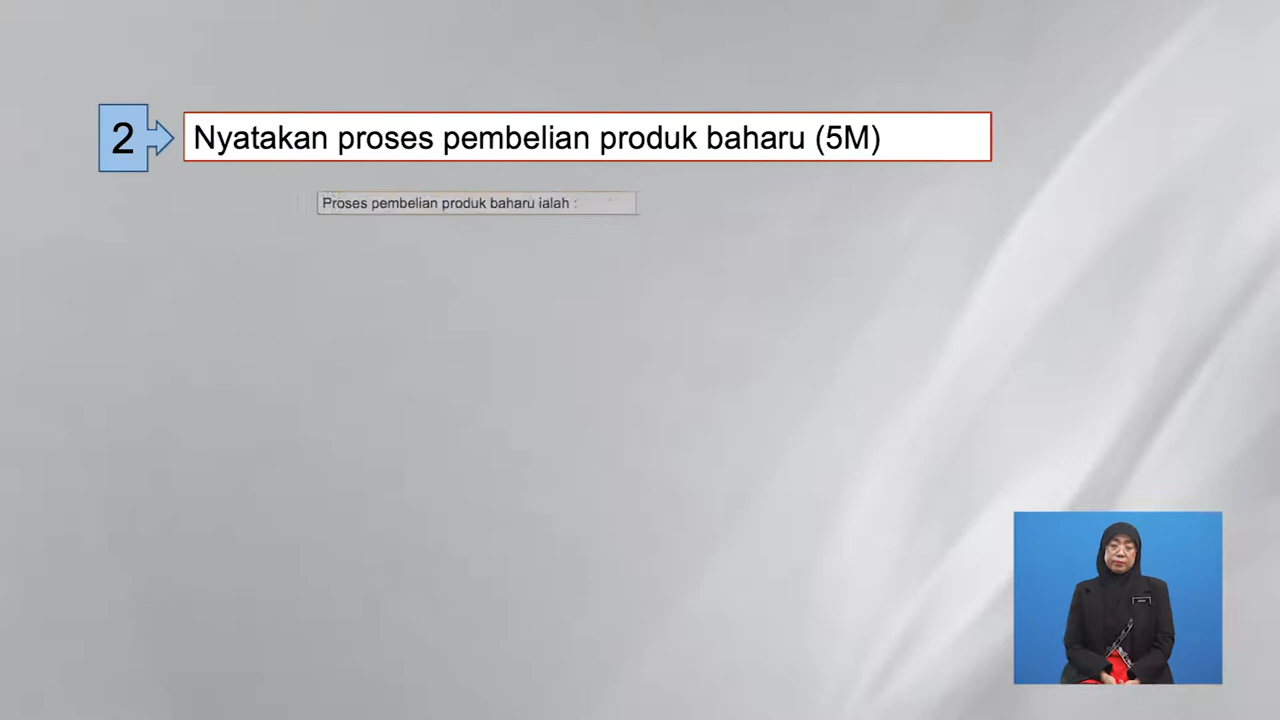 2
Nyatakan proses pembelian produk baharu (5M)
Proses pembelian produk baharu ialah :